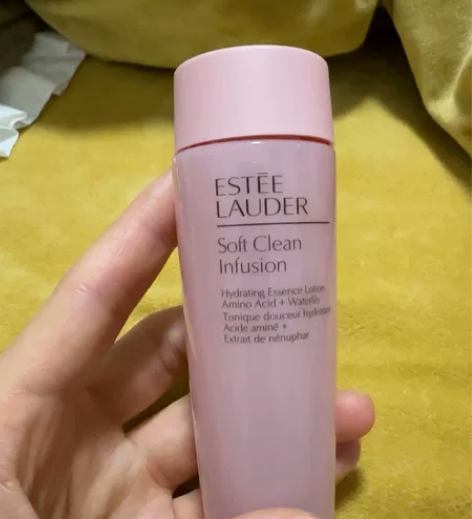 ESTĒE
LAUDER
Soft Clean
Infusion
Hydrating Essence Lotion
Amino Acid + Waterlily
Tonique douceur hydratant
Acide aminé +
Extrait de nénuphar